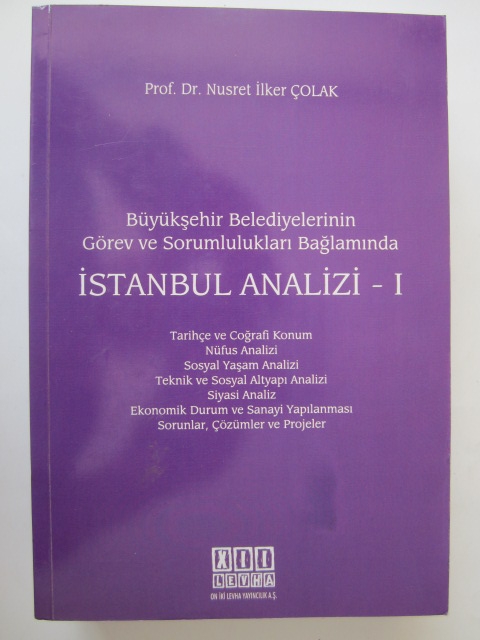 Prof. Dr. Nusret İlker ÇOLAK
Büyükşehir Belediyelerinin
Görev ve Sorumlulukları Bağlamında
İSTANBUL ANALİZİ - I
Tarihçe ve Coğrafi Konum
Nüfus Analizi
Sosyal Yaşam Analizi
Teknik ve Sosyal Altyapı Analizi
Siyasi Analiz
Ekonomik Durum ve Sanayi Yapılanması
Sorunlar, Çözümler ve Projeler
XII
LEVHA
ON İKİ LEVHA YAYINCILIK A.Ş.